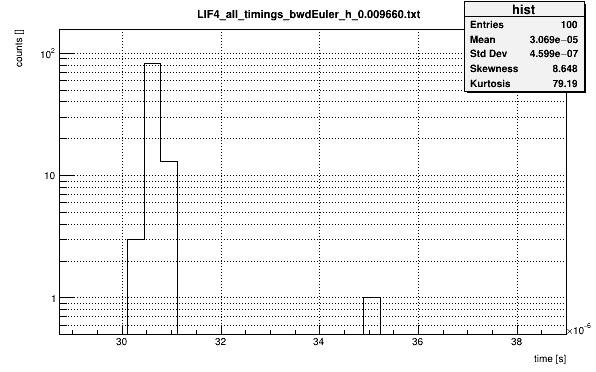 LIF4_all_timings_bwdEuler_h_0.009660.txt
hist
Entries 100
Mean 3.069e−05
Std Dev 4.599e−07
Skewness 8.648
Kurtosis 79.19
counts []
10²
10
1
30 32 34 36 38
×10⁻⁶
time [s]